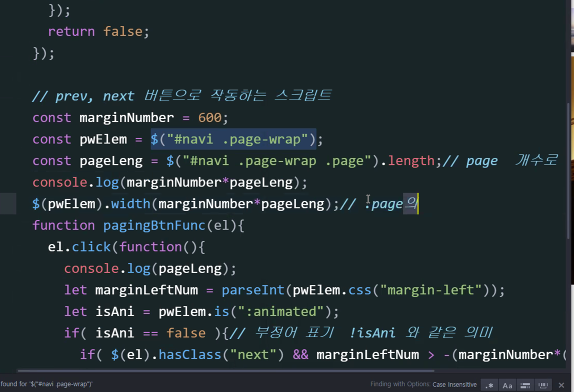 });
return false;
});
// prev, next 버튼으로 작동하는 스크립트
const marginNumber = 600;
const pwElem = $("#navi .page-wrap");
const pageLeng = $("#navi .page-wrap .page").length;// page 개수로
console.log(marginNumber*pageLeng);
$(pwElem).width(marginNumber*pageLeng);// .page의
function pagingBtnFunc(el){
el.click(function(){
console.log(pageLeng);
let marginLeftNum = parseInt(pwElem.css("margin-left"));
let isAni = pwElem.is(":animated");
if( isAni == false ){// 부정어 표기 !isAni 와 같은 의미
if( $(el).hasClass("next") && marginLeftNum > -(marginNumber*(
found for '$("#navi .page-wrap")' Finding with Options: Case Insensitive .* Aa